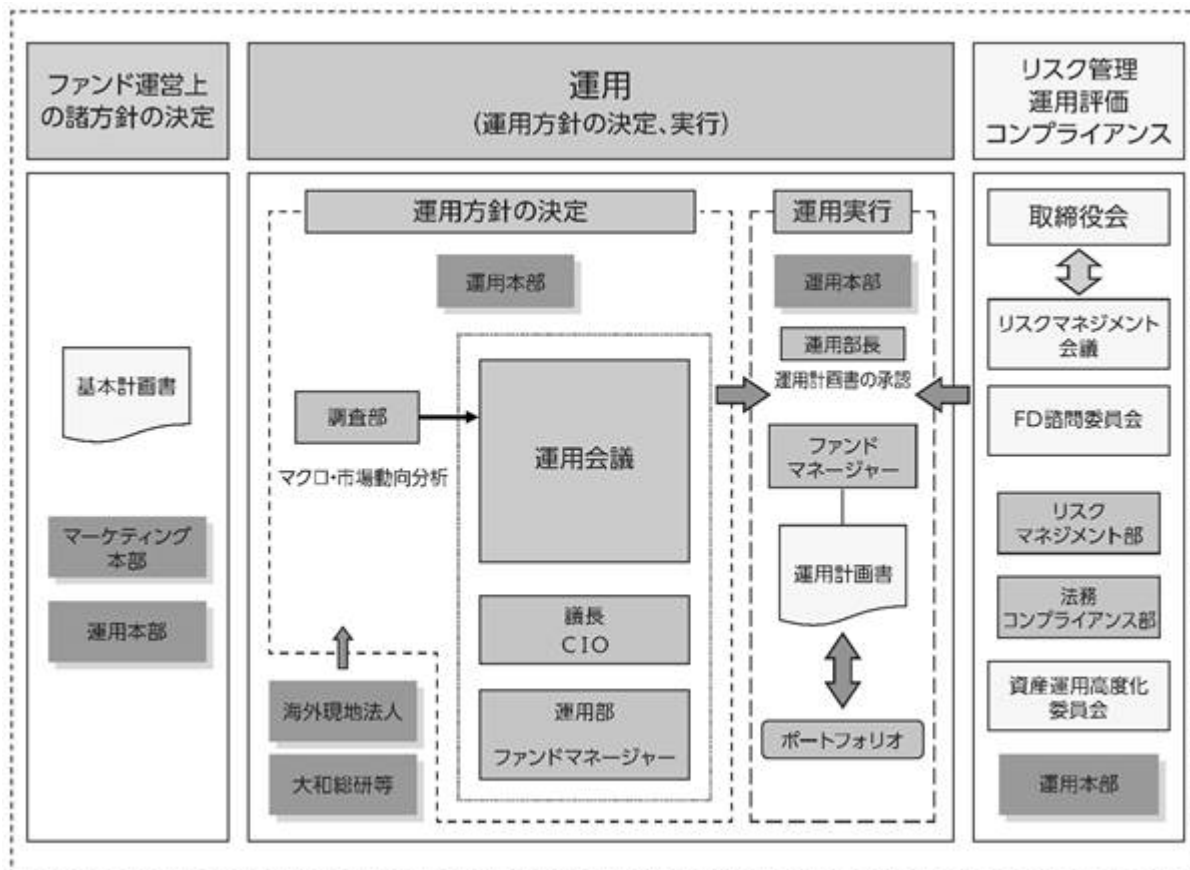 ファンド運営上
の諸方針の決定
運用
(運用方針の決定、実行)
リスク管理
運用評価
コンプライアンス
基本計画書
マーケティング
本部
運用本部
運用方針の決定
運用本部
調査部
マクロ・市場動向分析
運用会議
議長
CIO
運用部
ファンドマネージャー
海外現地法人
大和総研等
運用実行
運用本部
運用部長
運用計画書の承認
ファンド
マネージャー
運用計画書
ポートフォリオ
取締役会
リスクマネジメント
会議
FD諮問委員会
リスク
マネジメント部
法務
コンプライアンス部
資産運用高度化
委員会
運用本部